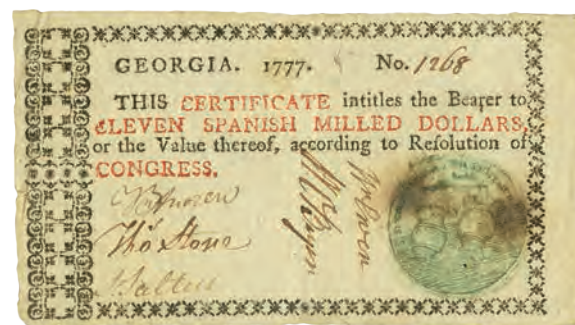 GEORGIA. 1777. No. 1268
THIS CERTIFICATE intitles the Bearer to
ELEVEN SPANISH MILLED DOLLARS,
or the Value thereof, according to Reſolution of
CONGRESS.
Tho.s Stone